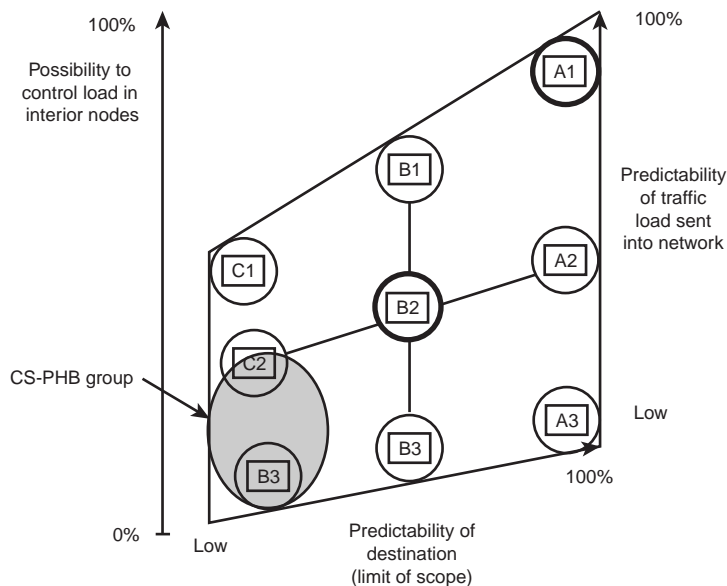 100%
100%
Possibility to
control load in
interior nodes
A1
B1
Predictability
of traffic
load sent
into network
C1
A2
B2
C2
CS-PHB group
A3
Low
B3
B3
100%
0%
Low
Predictability of
destination
(limit of scope)